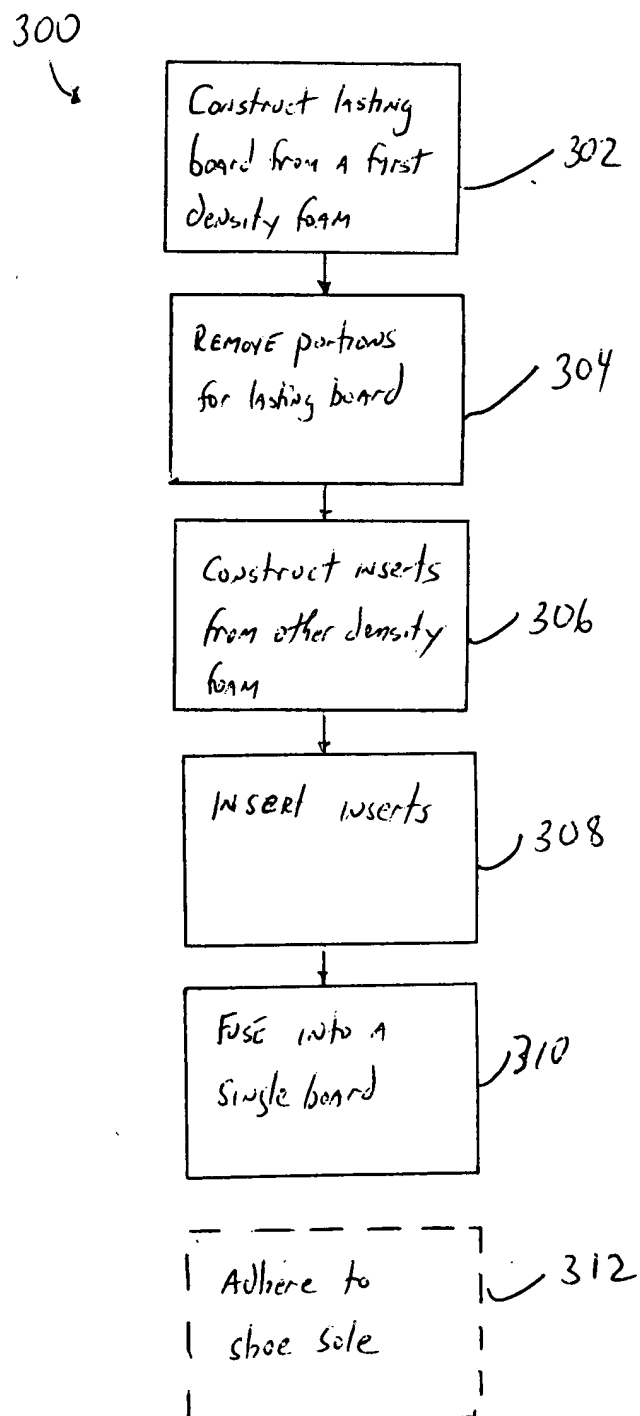 300
Construct lasting
board from a first
density foam
302
REMOVE portions
for lasting board
304
Construct inserts
from other density
foam
306
INSERT inserts
308
FUSE into a
single board
310
Adhere to
shoe sole
312